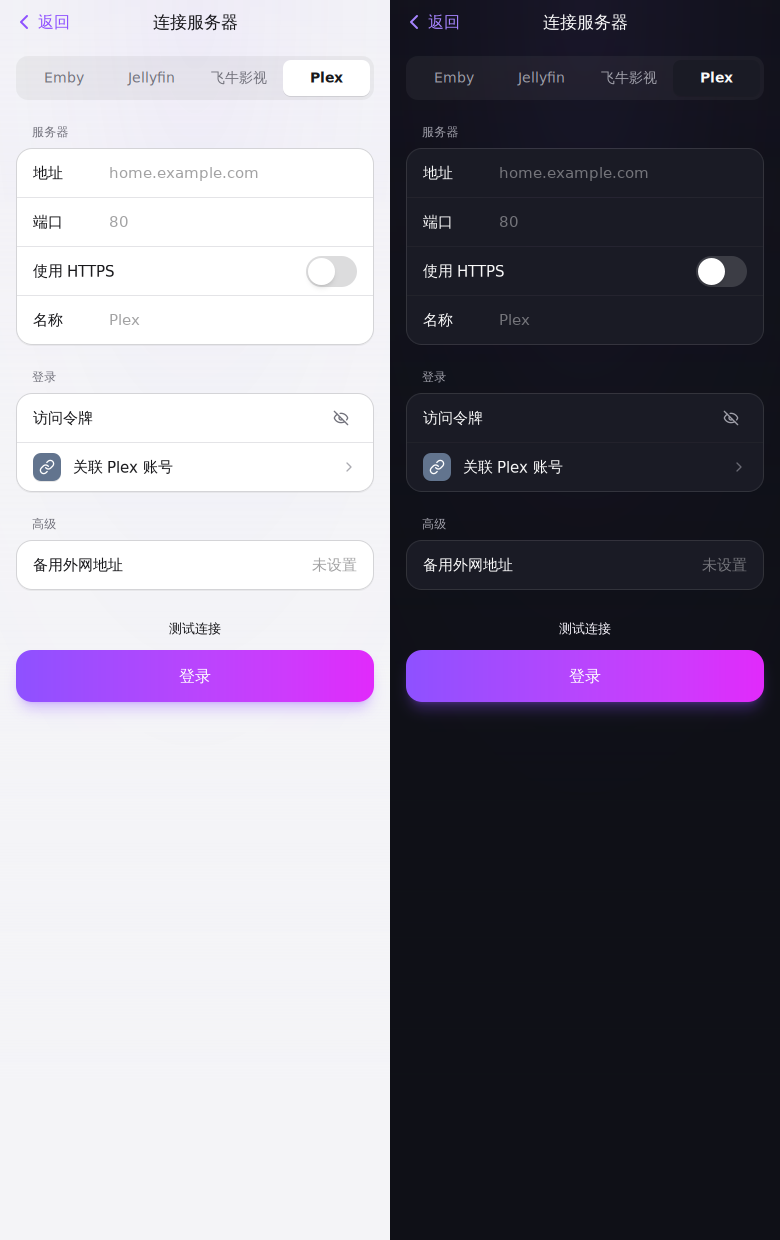 返回 连接服务器
Emby Jellyfin 飞牛影视 Plex
服务器
地址 home.example.com
端口 80
使用 HTTPS
名称 Plex
登录
访问令牌
关联 Plex 账号
高级
备用外网地址 未设置
测试连接
登录
返回 连接服务器
Emby Jellyfin 飞牛影视 Plex
服务器
地址 home.example.com
端口 80
使用 HTTPS
名称 Plex
登录
访问令牌
关联 Plex 账号
高级
备用外网地址 未设置
测试连接
登录